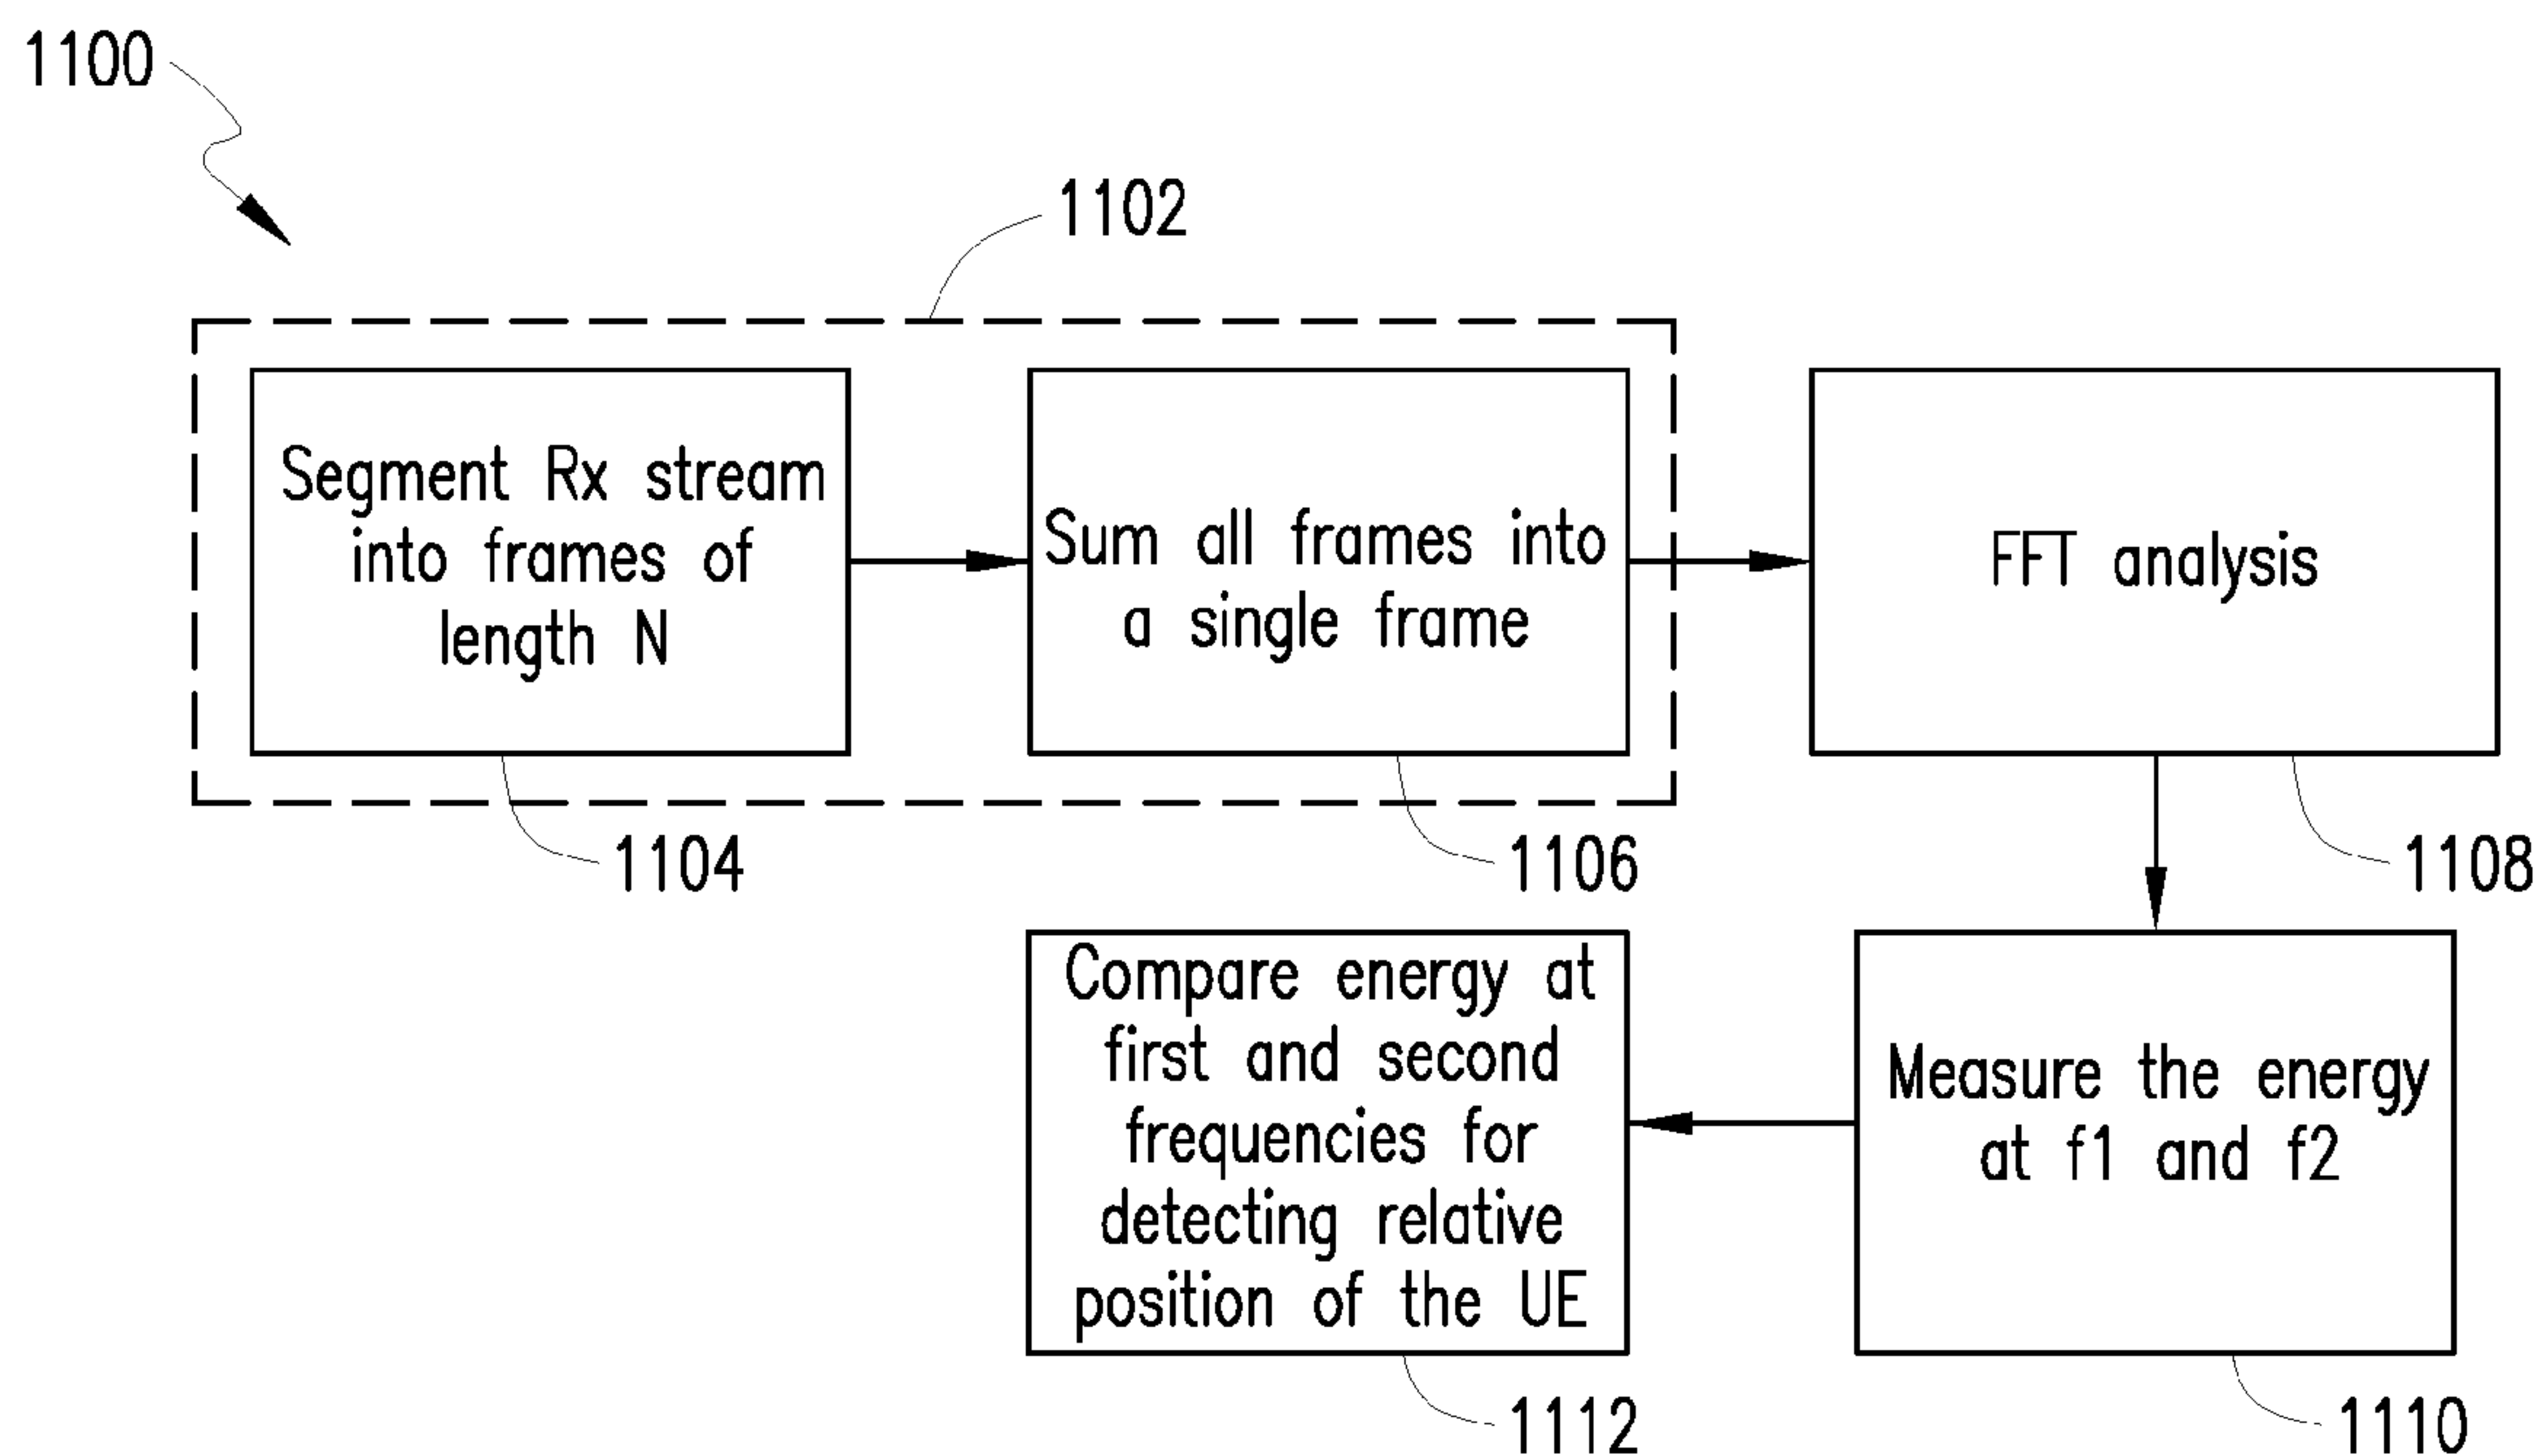 1100
1102
Segment Rx stream
into frames of
length N
Sum all frames into
a single frame
FFT analysis
1104
1106
1108
Compare energy at
first and second
frequencies for
detecting relative
position of the UE
Measure the energy
at f1 and f2
1112
1110